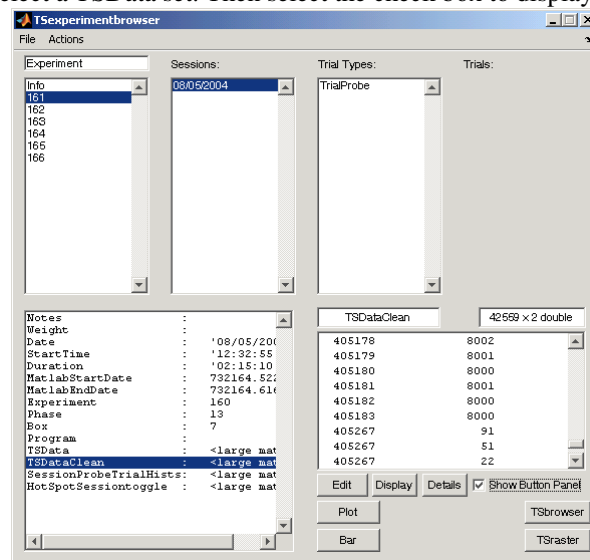 elect a TSData set. Then select the check box to display
TSexperimentbrowser
File Actions
Experiment
Sessions:
Trial Types:
Trials:
Info
161
162
163
164
165
166
08/05/2004
TrialProbe
Notes :
Weight :
Date : '08/05/200
StartTime : '12:32:55
Duration : '02:15:10
MatlabStartDate : 732164.522
MatlabEndDate : 732164.616
Experiment : 160
Phase : 13
Box : 7
Program :
TSData : <large mat
TSDataClean : <large mat
SessionProbeTrialHists: <large mat
HotSpotSessiontoggle : <large mat
TSDataClean
42559 x 2 double
405178 8002
405179 8001
405180 8000
405181 8001
405182 8000
405183 8000
405267 91
405267 51
405267 22
Edit Display Details Show Button Panel
Plot TSbrowser
Bar TSraster